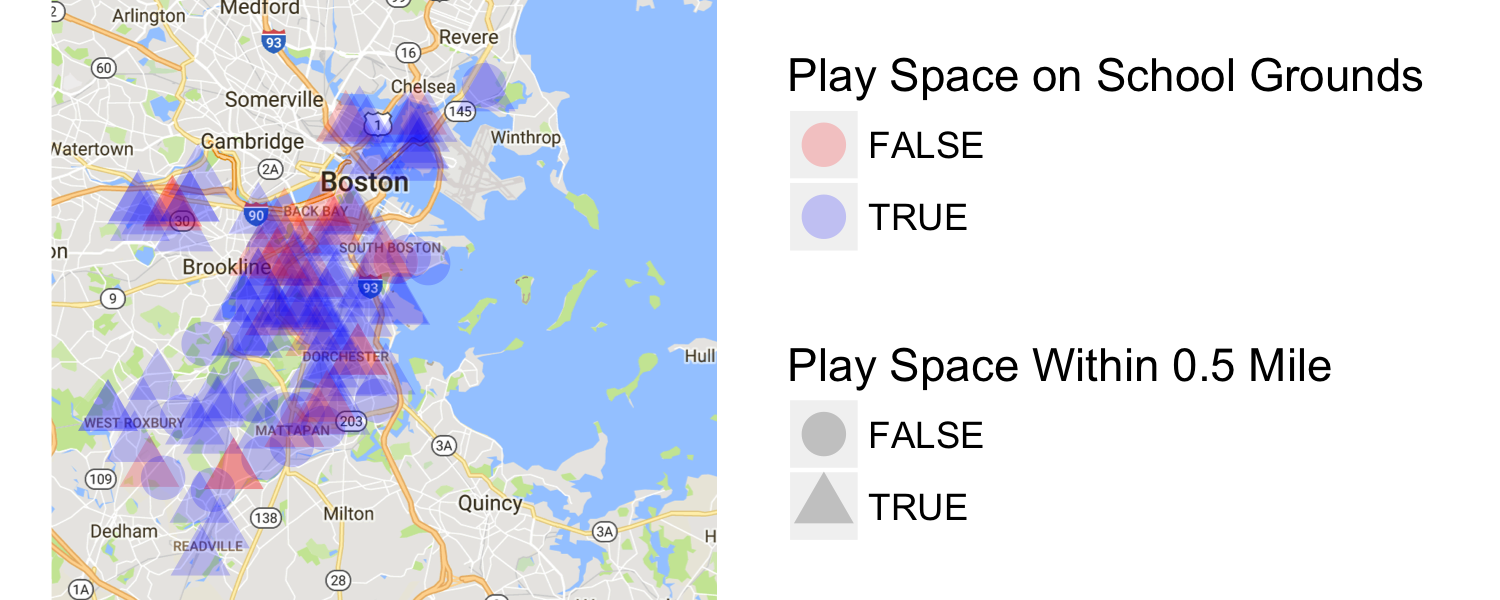 2
Arlington
Medford
99
93
Revere
16
60
Chelsea
Somerville
145
1
Cambridge
Winthrop
Watertown
2A
Boston
BACK BAY
90
30
SOUTH BOSTON
on
Brookline
93
9
DORCHESTER
Hull
WEST ROXBURY
203
MATTAPAN
3A
109
Quincy
138
Milton
Dedham
3A
H
READVILLE
28
1A
Play Space on School Grounds
FALSE
TRUE
Play Space Within 0.5 Mile
FALSE
TRUE